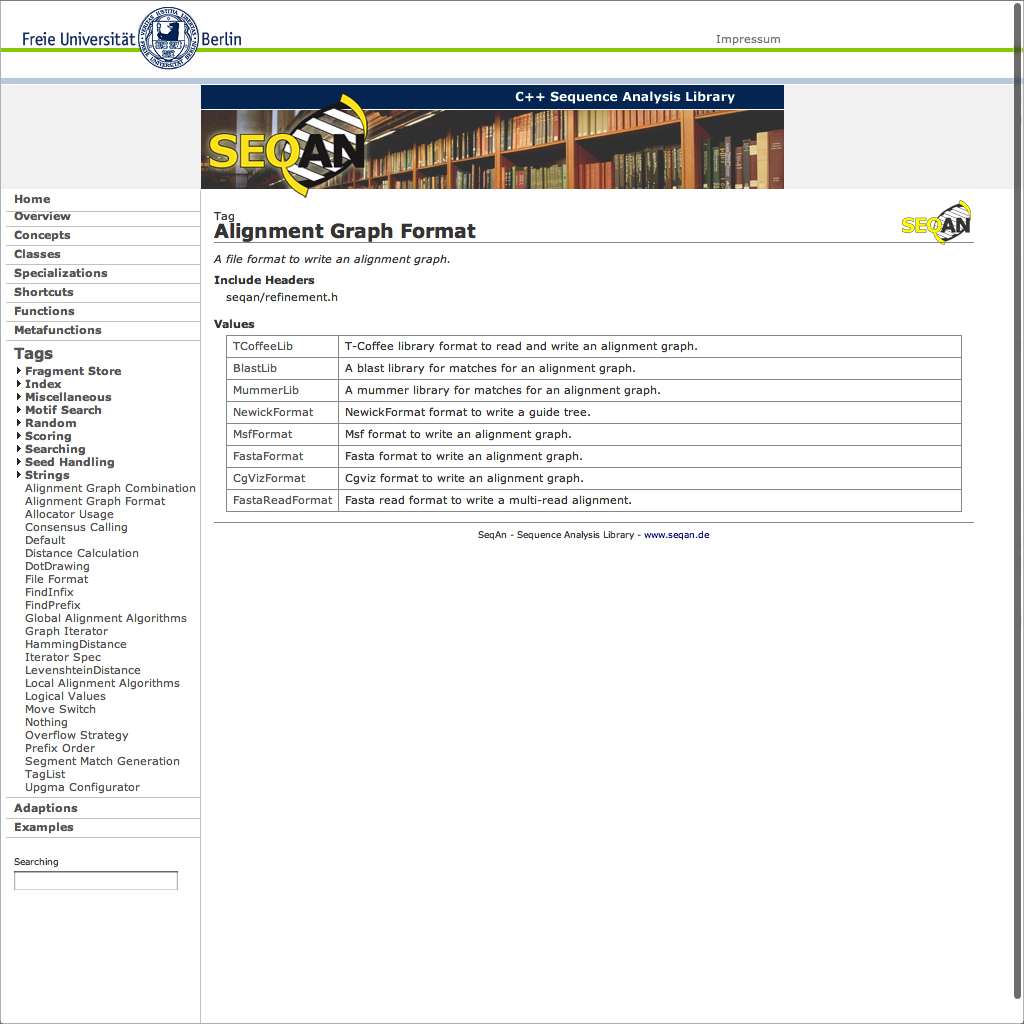 Freie Universität Berlin
Impressum
C++ Sequence Analysis Library
SEQAN
Home
Overview
Concepts
Classes
Specializations
Shortcuts
Functions
Metafunctions
Tags
Fragment Store
Index
Miscellaneous
Motif Search
Random
Scoring
Searching
Seed Handling
Strings
Alignment Graph Combination
Alignment Graph Format
Allocator Usage
Consensus Calling
Default
Distance Calculation
DotDrawing
File Format
FindInfix
FindPrefix
Global Alignment Algorithms
Graph Iterator
HammingDistance
Iterator Spec
LevenshteinDistance
Local Alignment Algorithms
Logical Values
Move Switch
Nothing
Overflow Strategy
Prefix Order
Segment Match Generation
TagList
Upgma Configurator
Adaptions
Examples
Searching
Tag
Alignment Graph Format
SEQAN
A file format to write an alignment graph.
Include Headers
seqan/refinement.h
Values
TCoffeeLib T-Coffee library format to read and write an alignment graph.
BlastLib A blast library for matches for an alignment graph.
MummerLib A mummer library for matches for an alignment graph.
NewickFormat NewickFormat format to write a guide tree.
MsfFormat Msf format to write an alignment graph.
FastaFormat Fasta format to write an alignment graph.
CgVizFormat Cgviz format to write an alignment graph.
FastaReadFormat Fasta read format to write a multi-read alignment.
SeqAn - Sequence Analysis Library - www.seqan.de